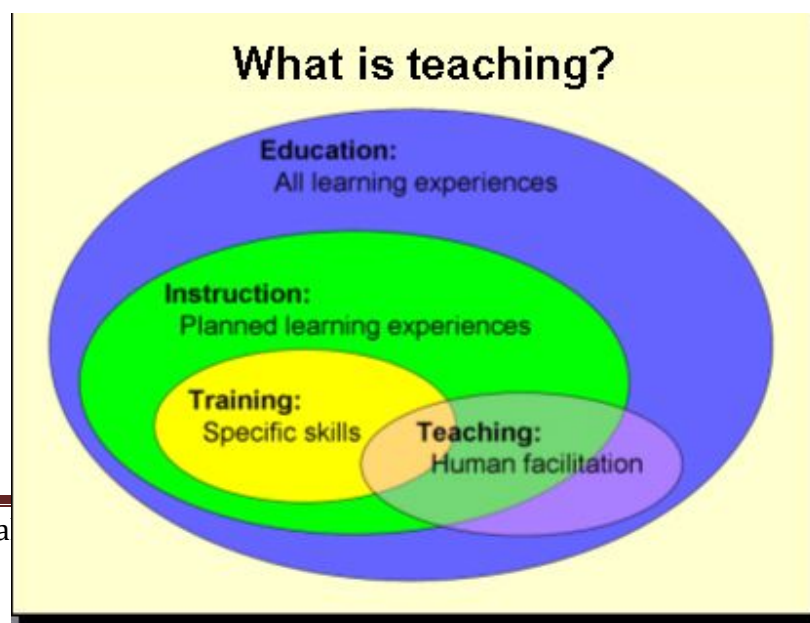 What is teaching?
Education:
All learning experiences
Instruction:
Planned learning experiences
Training:
Specific skills
Teaching:
Human facilitation
a